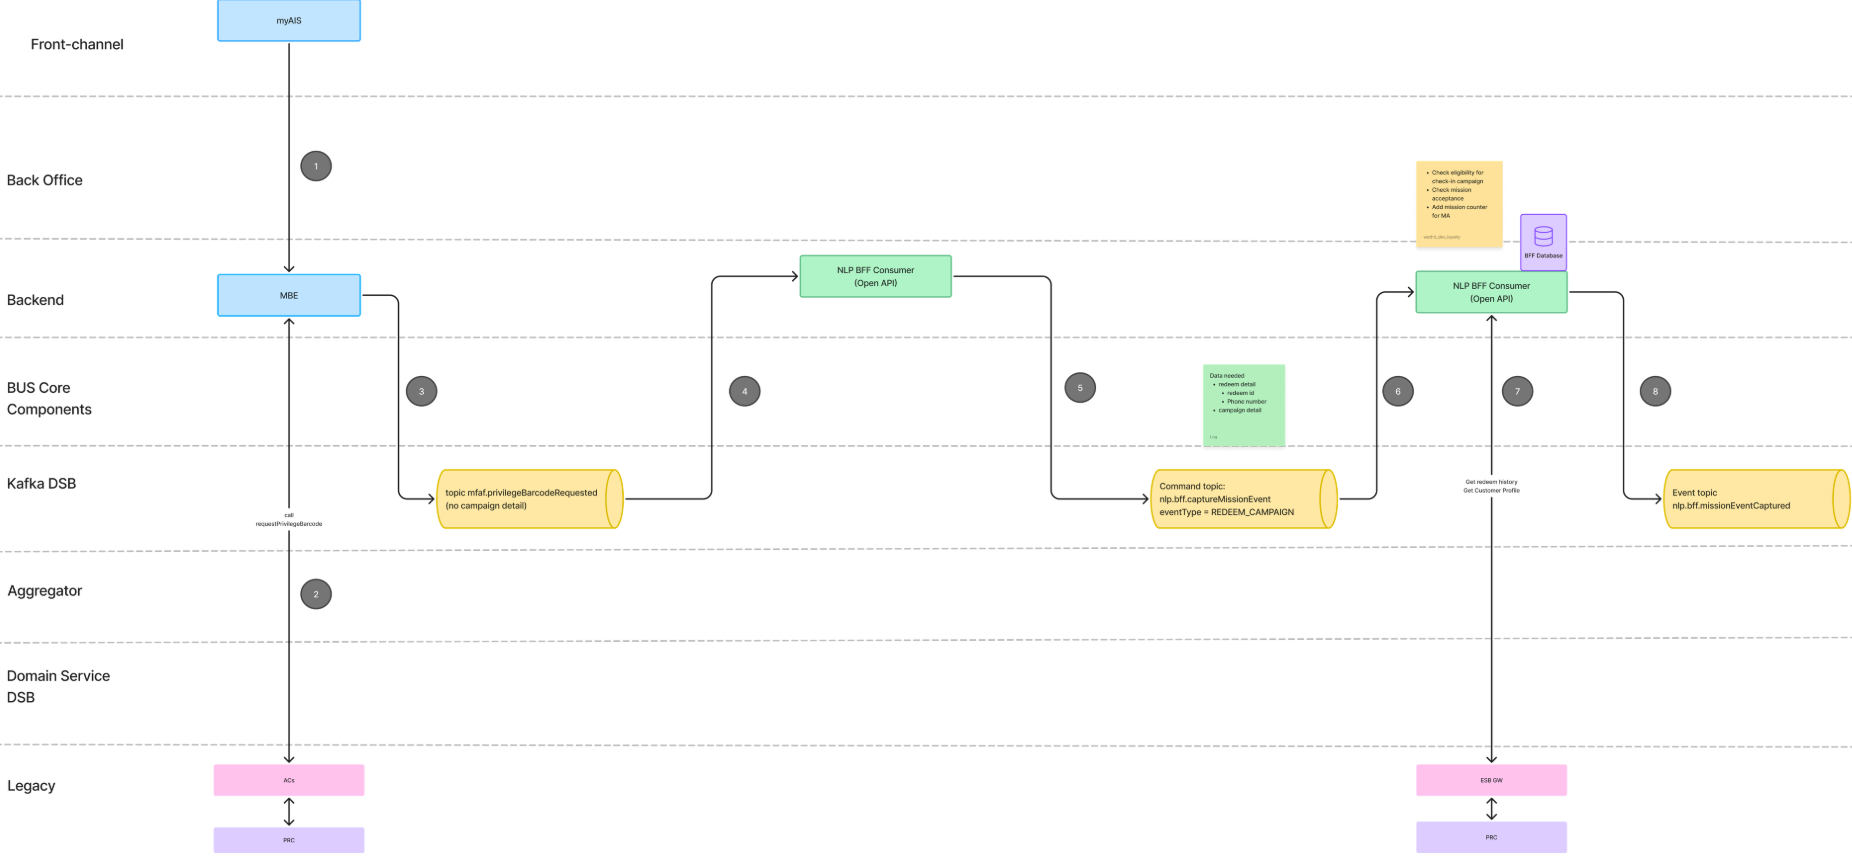 myAIS
Front-channel
1
Back Office
• Check eligibility for
check-in campaign
• Check mission
acceptance
• Add mission counter
for MA
BFF Database
Backend
MBE
NLP BFF Consumer
(Open API)
NLP BFF Consumer
(Open API)
BUS Core
Components
3
4
5
Data needed
• redeem detail
• redeem id
• Phone number
• campaign detail
6
7
8
Kafka DSB
call
requestPrivilegeBarcode
topic mfaf.privilegeBarcodeRequested
(no campaign detail)
Command topic:
nlp.bff.captureMissionEvent
eventType = REDEEM_CAMPAIGN
Get redeem history
Get Customer Profile
Event topic
nlp.bff.missionEventCaptured
Aggregator
2
Domain Service
DSB
Legacy
ACs
PRC
ESB GW
PRC